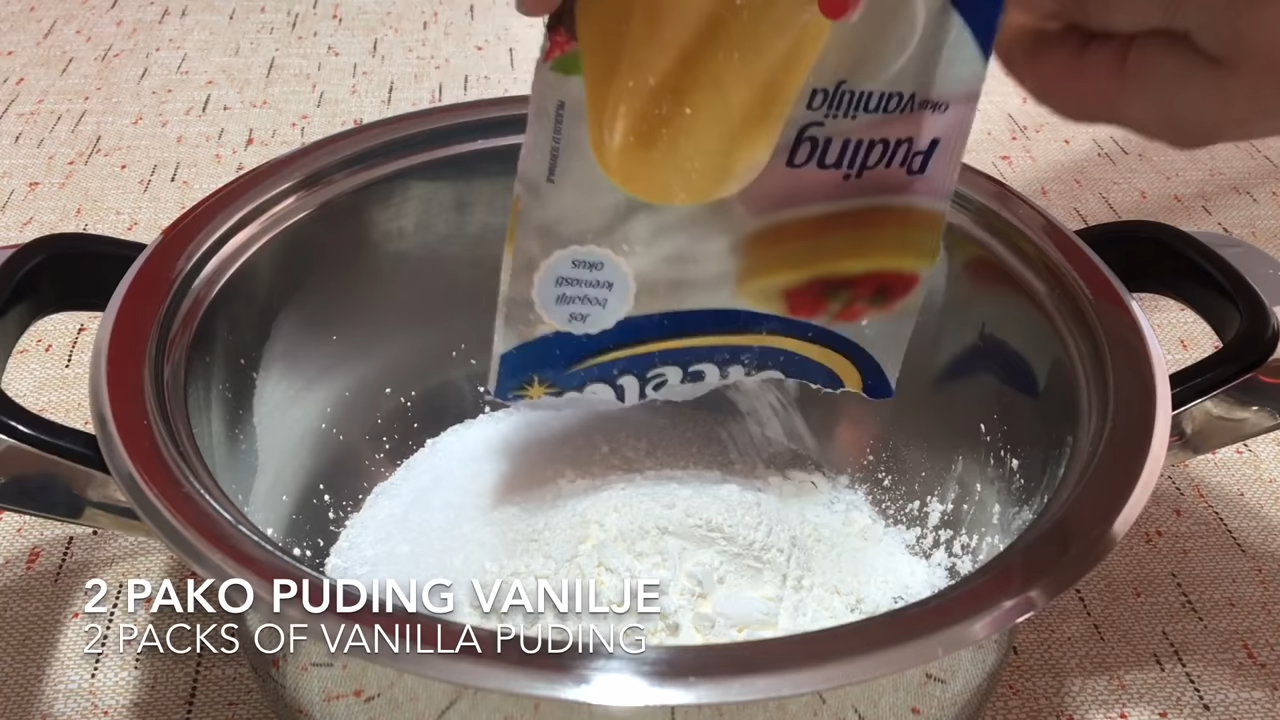 Puding
okus vanilija
još
bogatiji
kremasti
okus
2 PAKO PUDING VANILJE
2 PACKS OF VANILLA PUDING